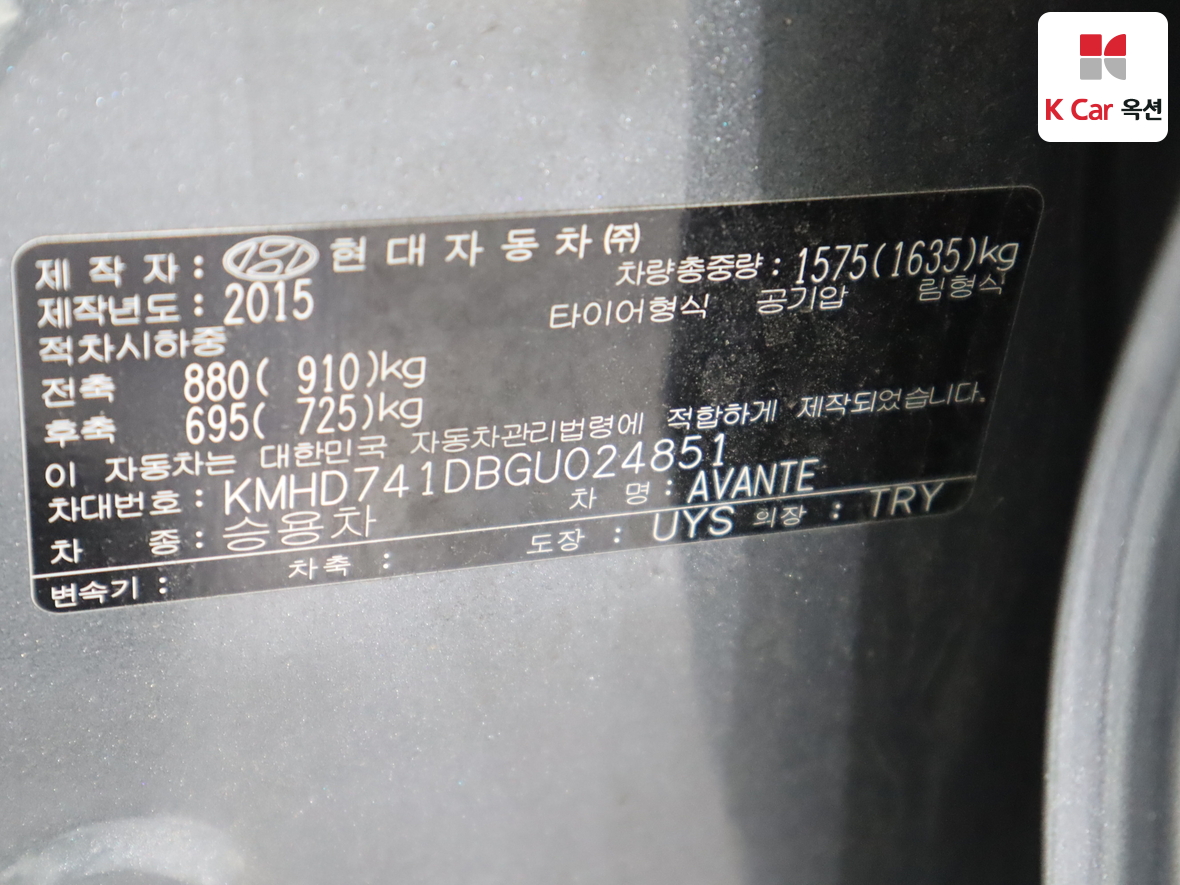 K Car 옥션
제 작 자 : 현 대 자 동 차 ㈜
차량총중량 : 1575(1635)kg
제작년도 : 2015
타이어형식 공기압 림형식
적차시하중
전축 880( 910)kg
후축 695( 725)kg
이 자동차는 대한민국 자동차관리법령에 적합하게 제작되었습니다.
차대번호 : KMHD741DBGU024851
차 종 : 승용차 차 명 : AVANTE
변속기 : 차축 : 도장 : UYS 의장 : TRY